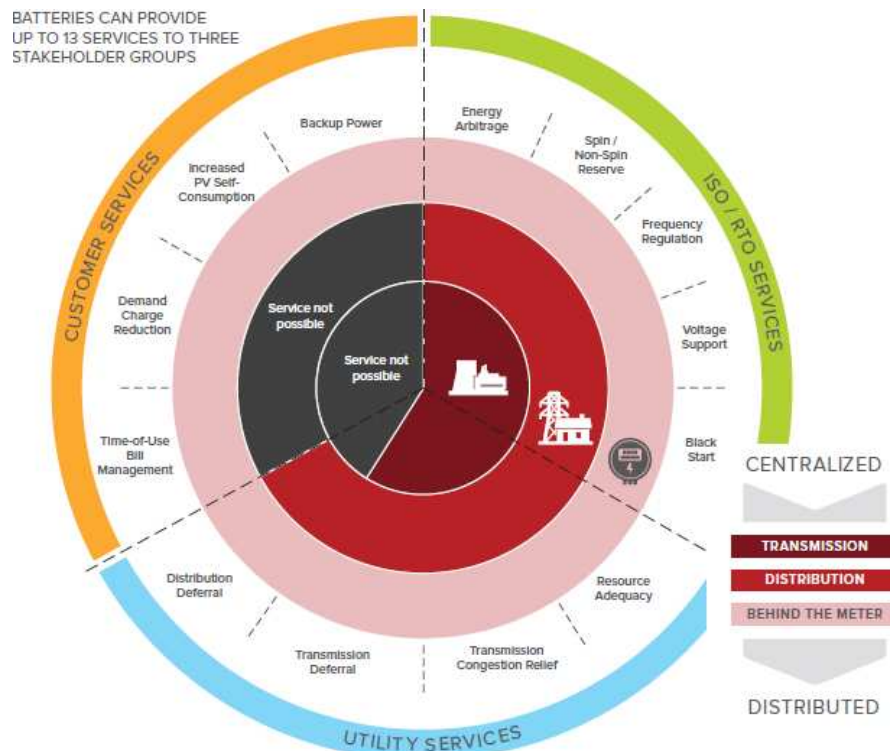 BATTERIES CAN PROVIDE
UP TO 13 SERVICES TO THREE
STAKEHOLDER GROUPS
CUSTOMER SERVICES
ISO / RTO SERVICES
UTILITY SERVICES
Backup Power
Increased
PV Self-
Consumption
Demand
Charge
Reduction
Time-of-Use
Bill
Management
Energy
Arbitrage
Spin /
Non-Spin
Reserve
Frequency
Regulation
Voltage
Support
Black
Start
Resource
Adequacy
Transmission
Congestion Relief
Transmission
Deferral
Distribution
Deferral
Service not
possible
Service not
possible
CENTRALIZED
TRANSMISSION
DISTRIBUTION
BEHIND THE METER
DISTRIBUTED